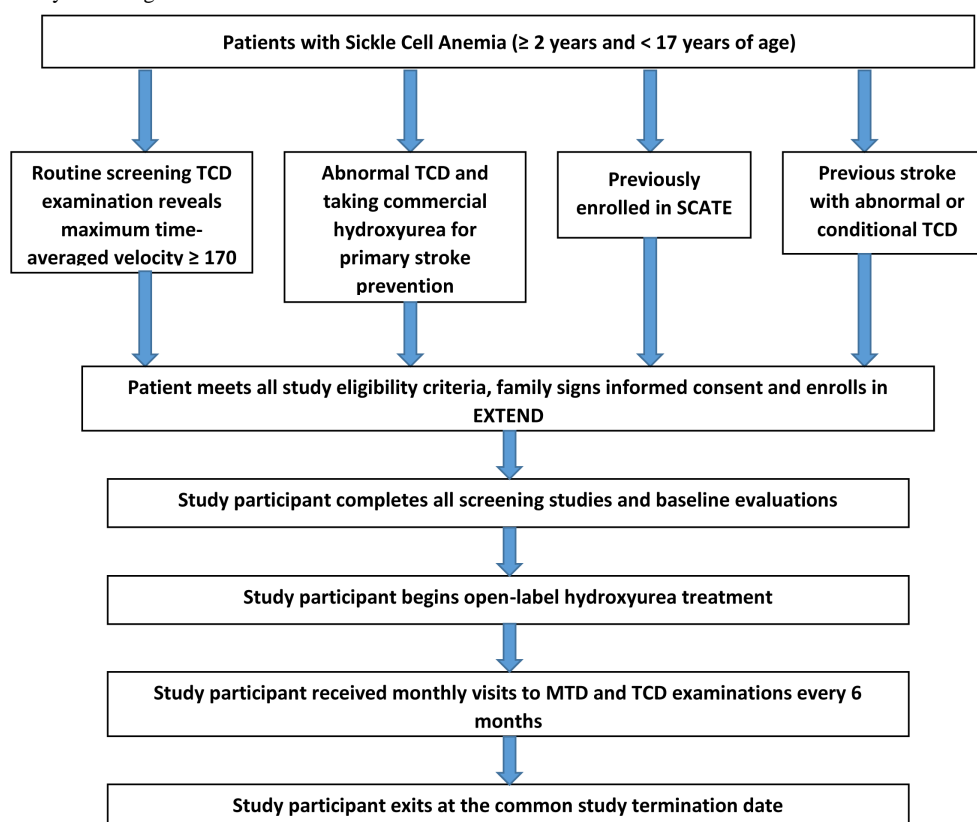 Patients with Sickle Cell Anemia (≥ 2 years and < 17 years of age)
Routine screening TCD
examination reveals
maximum time-
averaged velocity ≥ 170
Abnormal TCD and
taking commercial
hydroxyurea for
primary stroke
prevention
Previously
enrolled in SCATE
Previous stroke
with abnormal or
conditional TCD
Patient meets all study eligibility criteria, family signs informed consent and enrolls in
EXTEND
Study participant completes all screening studies and baseline evaluations
Study participant begins open-label hydroxyurea treatment
Study participant received monthly visits to MTD and TCD examinations every 6
months
Study participant exits at the common study termination date